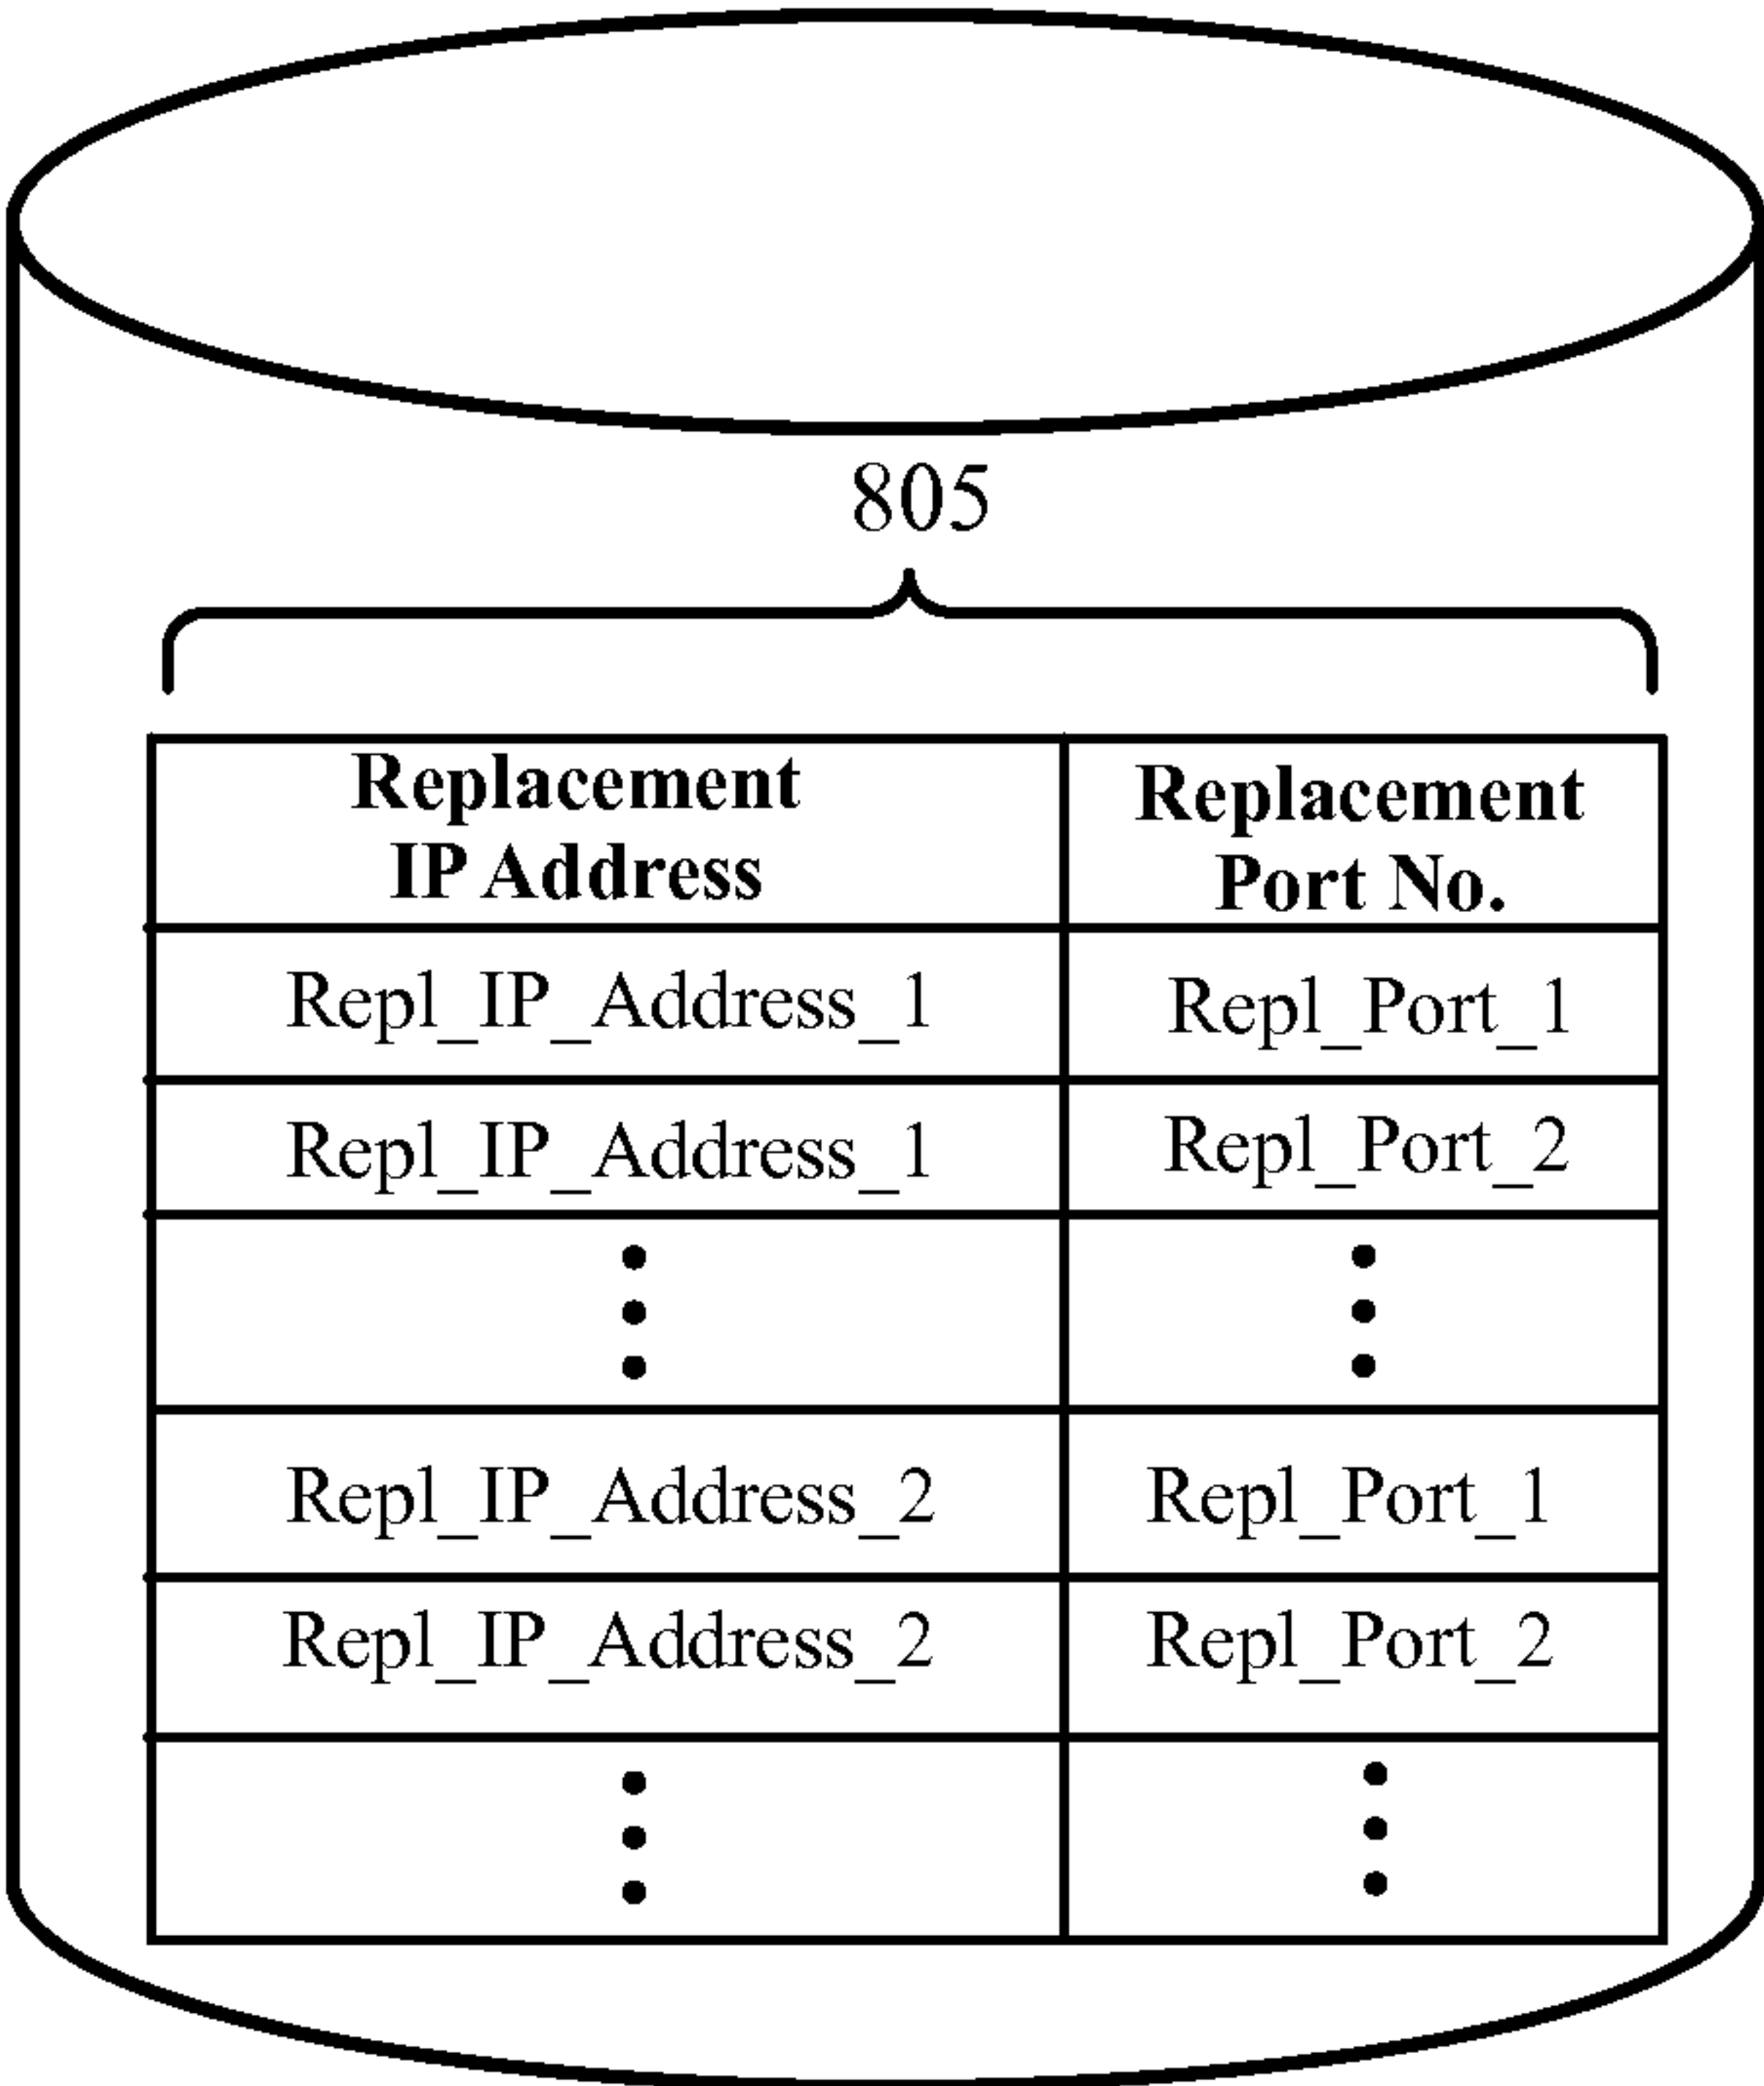 805
Replacement
IP Address
Replacement
Port No.
Repl_IP_Address_1 Repl_Port_1
Repl_IP_Address_1 Repl_Port_2
Repl_IP_Address_2 Repl_Port_1
Repl_IP_Address_2 Repl_Port_2